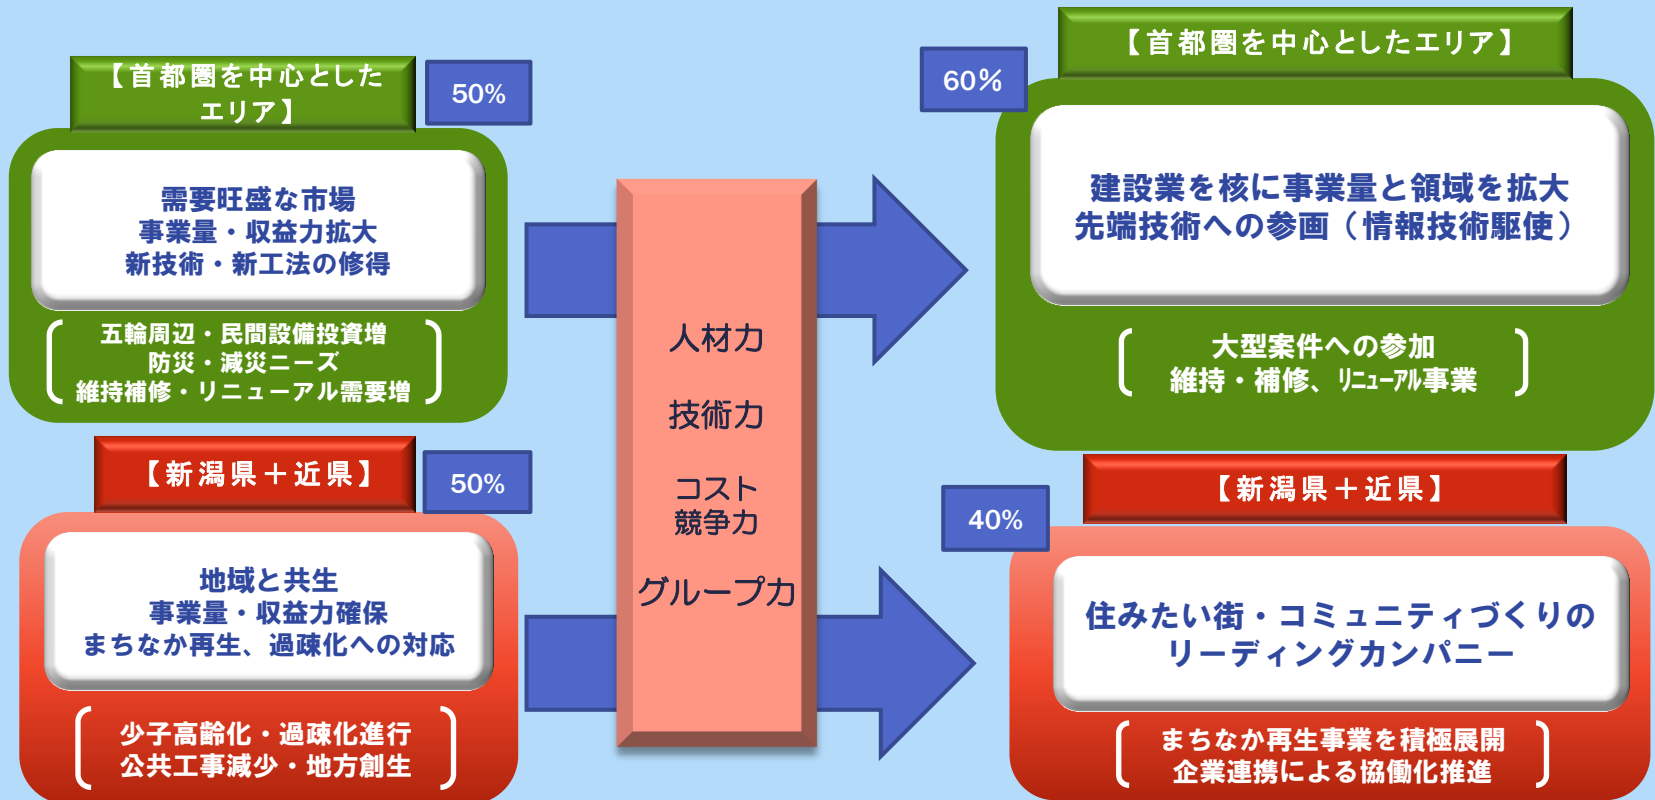 【首都圏を中心とした
エリア】
50%
需要旺盛な市場
事業量・収益力拡大
新技術・新工法の修得
五輪周辺・民間設備投資増
防災・減災ニーズ
維持補修・リニューアル需要増
【新潟県＋近県】
50%
地域と共生
事業量・収益力確保
まちなか再生、過疎化への対応
少子高齢化・過疎化進行
公共工事減少・地方創生
人材力
技術力
コスト
競争力
グループ力
【首都圏を中心としたエリア】
60%
建設業を核に事業量と領域を拡大
先端技術への参画（情報技術駆使）
大型案件への参加
維持・補修、ﾘﾆｭｰｱﾙ事業
【新潟県＋近県】
40%
住みたい街・コミュニティづくりの
リーディングカンパニー
まちなか再生事業を積極展開
企業連携による協働化推進